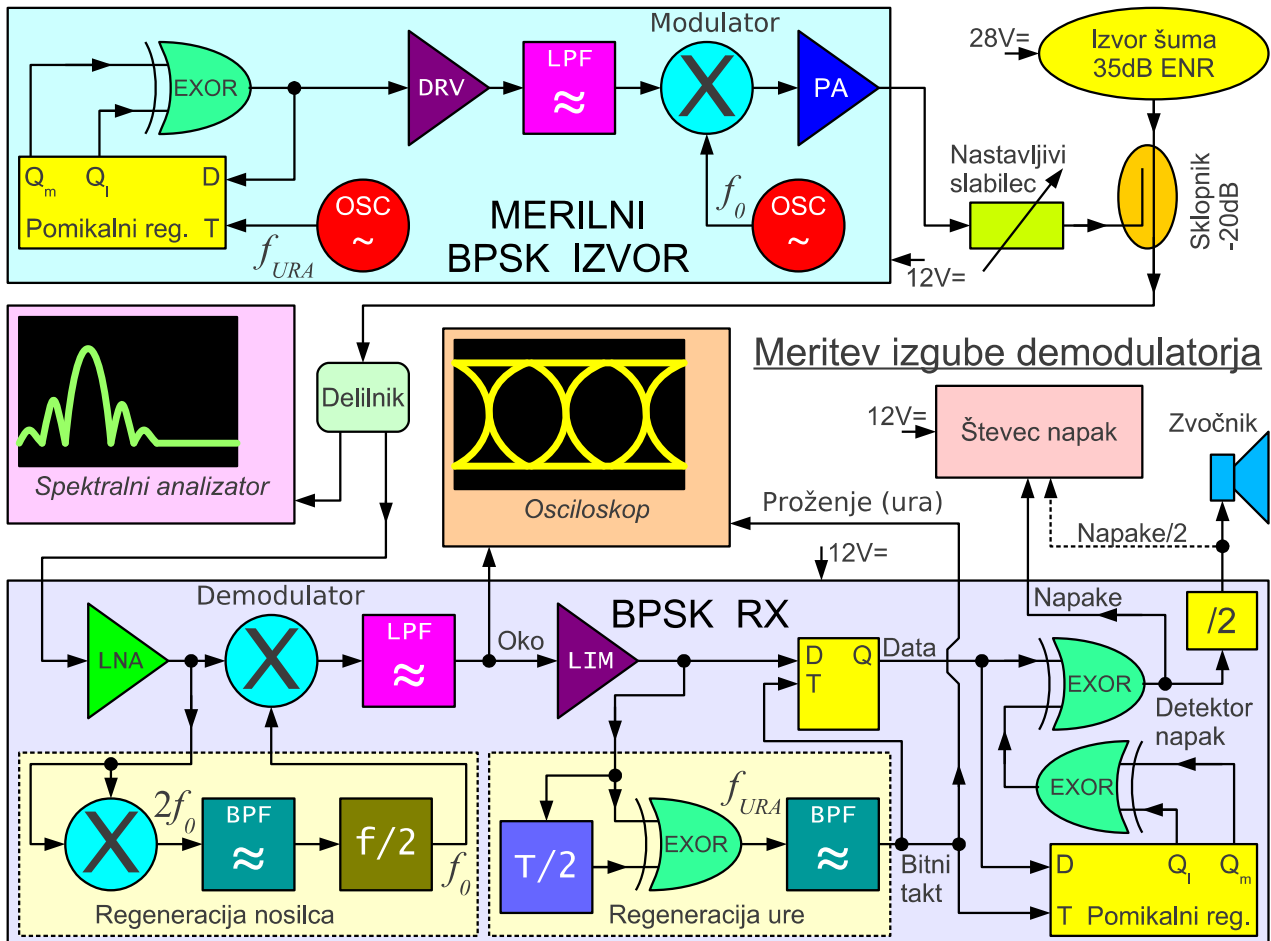 Modulator
28V=
Izvor šuma
35dB ENR
EXOR
DRV
LPF
≈
X
PA
Nastavljivi
slabilec
Sklopnik
-20dB
Qm Ql D
Pomikalni reg. T
fURA
OSC
~
MERILNI
BPSK IZVOR
f0
OSC
~
12V=
Meritev izgube demodulatorja
Delilnik
Spektralni analizator
Osciloskop
12V=
Števec napak
Zvočnik
Proženje (ura)
Napake/2
12V=
Demodulator
BPSK RX
Napake
/2
LNA
X
LPF
≈
Oko
LIM
D Q
T
Data
EXOR
Detektor
napak
EXOR
X
2f0
BPF
≈
f/2
f0
Regeneracija nosilca
T/2
EXOR
fURA
BPF
≈
Regeneracija ure
Bitni
takt
D Ql Qm
T Pomikalni reg.